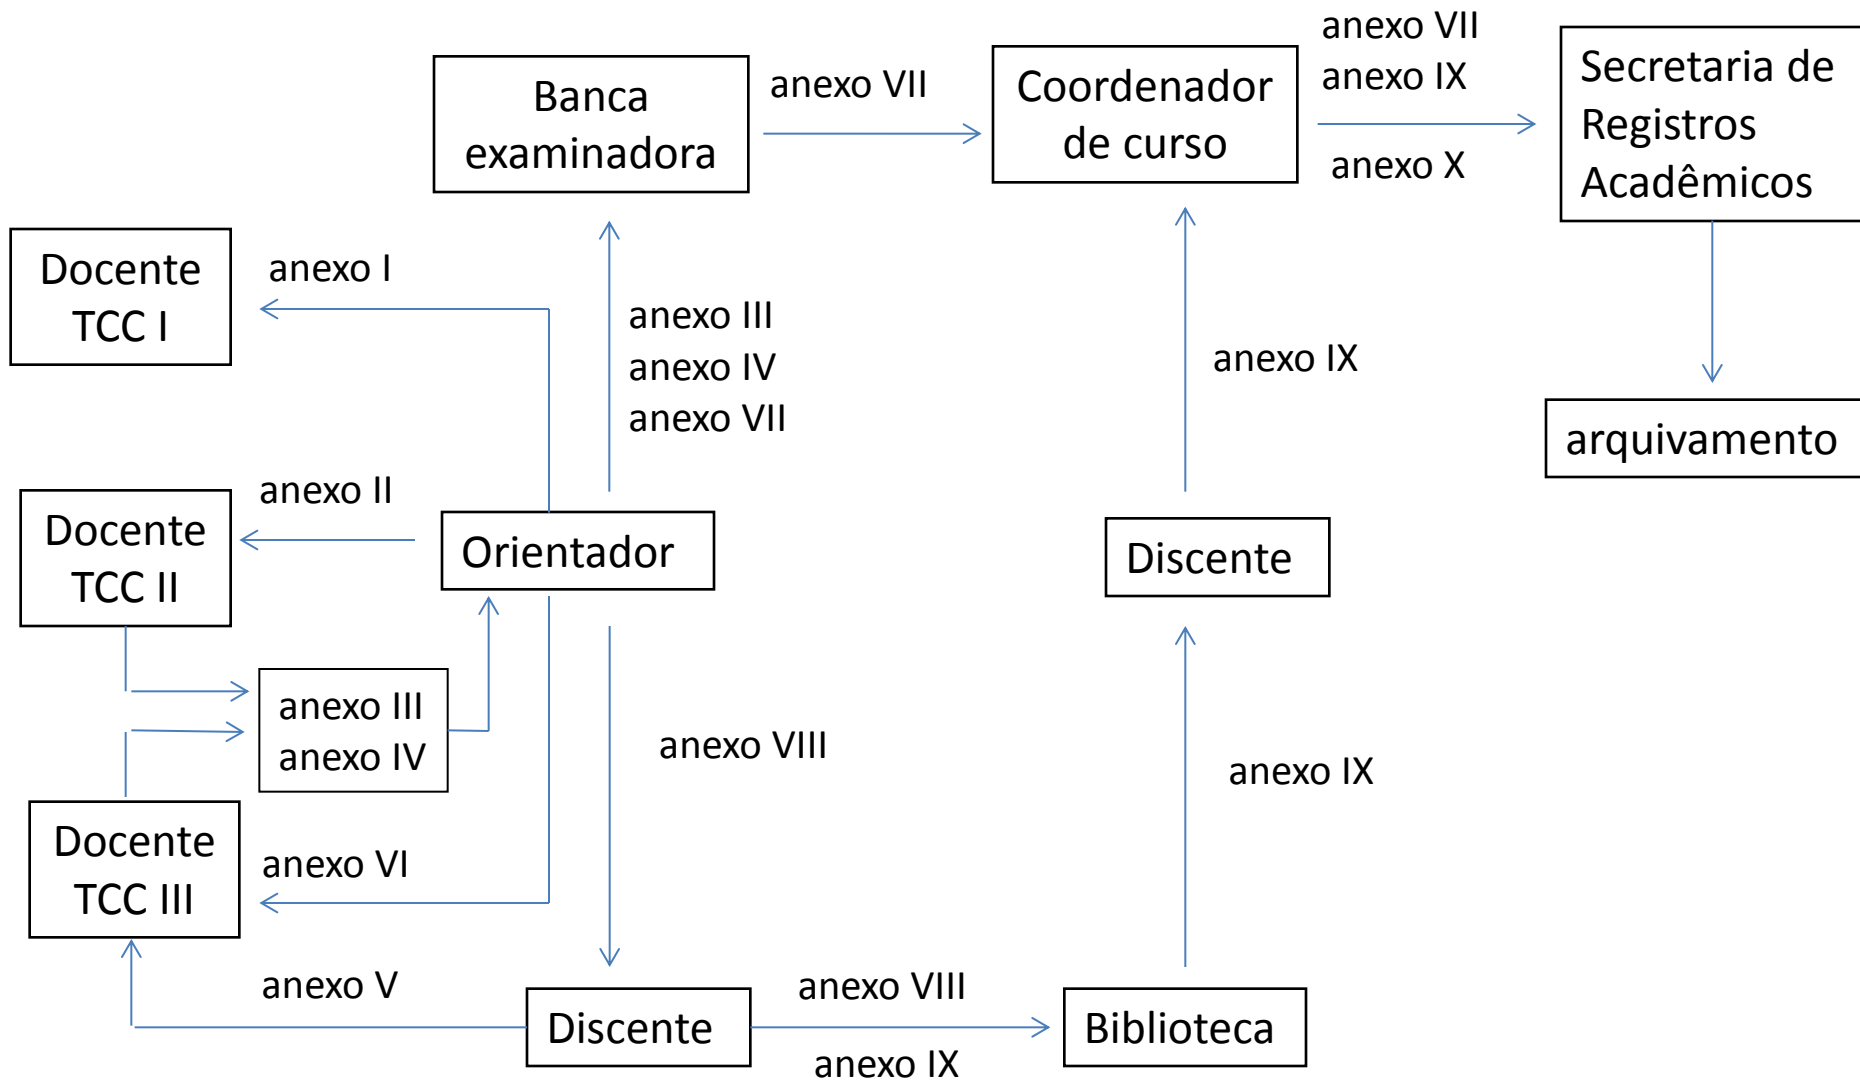 Banca
examinadora
anexo VII
Coordenador
de curso
anexo VII
anexo IX
anexo X
Secretaria de
Registros
Acadêmicos
Docente
TCC I
anexo I
anexo III
anexo IV
anexo VII
anexo IX
arquivamento
Docente
TCC II
anexo II
Orientador
Discente
anexo III
anexo IV
anexo VIII
anexo IX
Docente
TCC III
anexo VI
anexo V
Discente
anexo VIII
anexo IX
Biblioteca